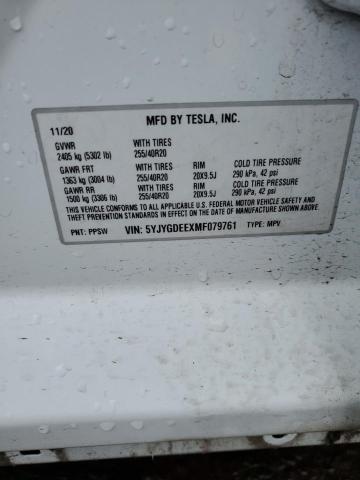 MFD BY TESLA, INC.
11/20
GVWR WITH TIRES
2405 kg (5302 lb) 255/40R20
GAWR FRT WITH TIRES RIM COLD TIRE PRESSURE
1363 kg (3004 lb) 255/40R20 20X9.5J 290 kPa, 42 psi
GAWR RR WITH TIRES RIM COLD TIRE PRESSURE
1500 kg (3306 lb) 255/40R20 20X9.5J 290 kPa, 42 psi
THIS VEHICLE CONFORMS TO ALL APPLICABLE U.S. FEDERAL MOTOR VEHICLE SAFETY AND
THEFT PREVENTION STANDARDS IN EFFECT ON THE DATE OF MANUFACTURE SHOWN ABOVE.
PNT: PPSW VIN: 5YJYGDEEXMF079761 TYPE: MPV